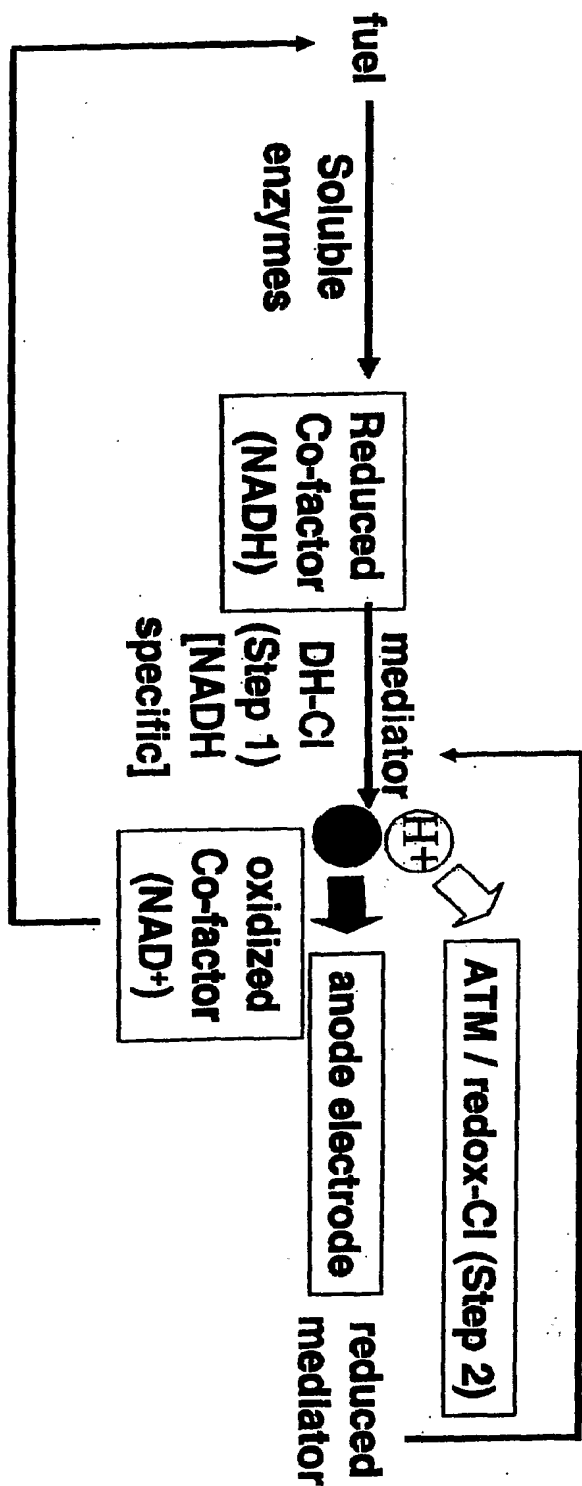 fuel
Soluble
enzymes
Reduced
Co-factor
(NADH)
mediator
DH-CI
(Step 1)
[NADH
specific]
H+
ATM / redox-CI (Step 2)
anode electrode
oxidized
Co-factor
(NAD+)
reduced
mediator